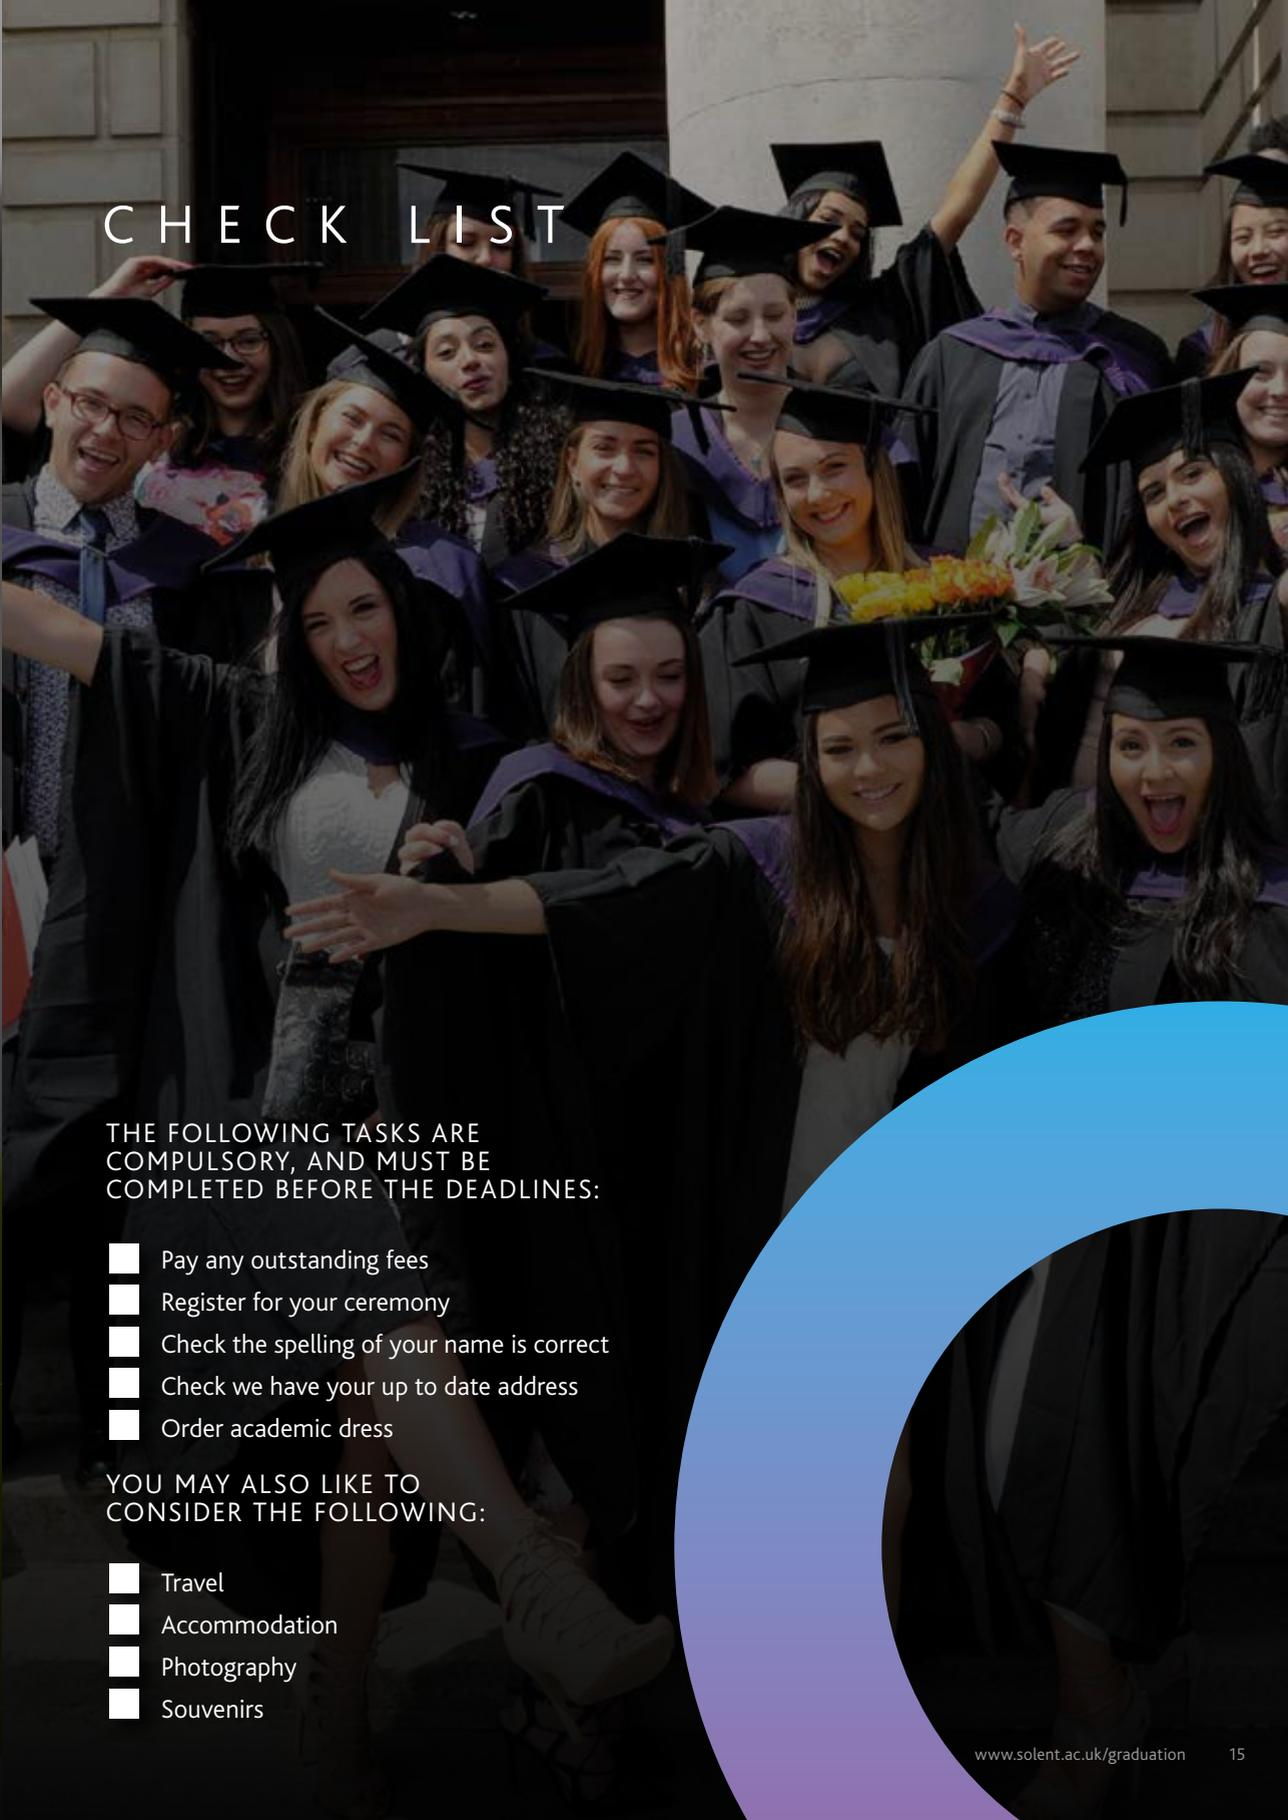 CHECK LIST
THE FOLLOWING TASKS ARE
COMPULSORY, AND MUST BE
COMPLETED BEFORE THE DEADLINES:
Pay any outstanding fees
Register for your ceremony
Check the spelling of your name is correct
Check we have your up to date address
Order academic dress
YOU MAY ALSO LIKE TO
CONSIDER THE FOLLOWING:
Travel
Accommodation
Photography
Souvenirs
www.solent.ac.uk/graduation 15